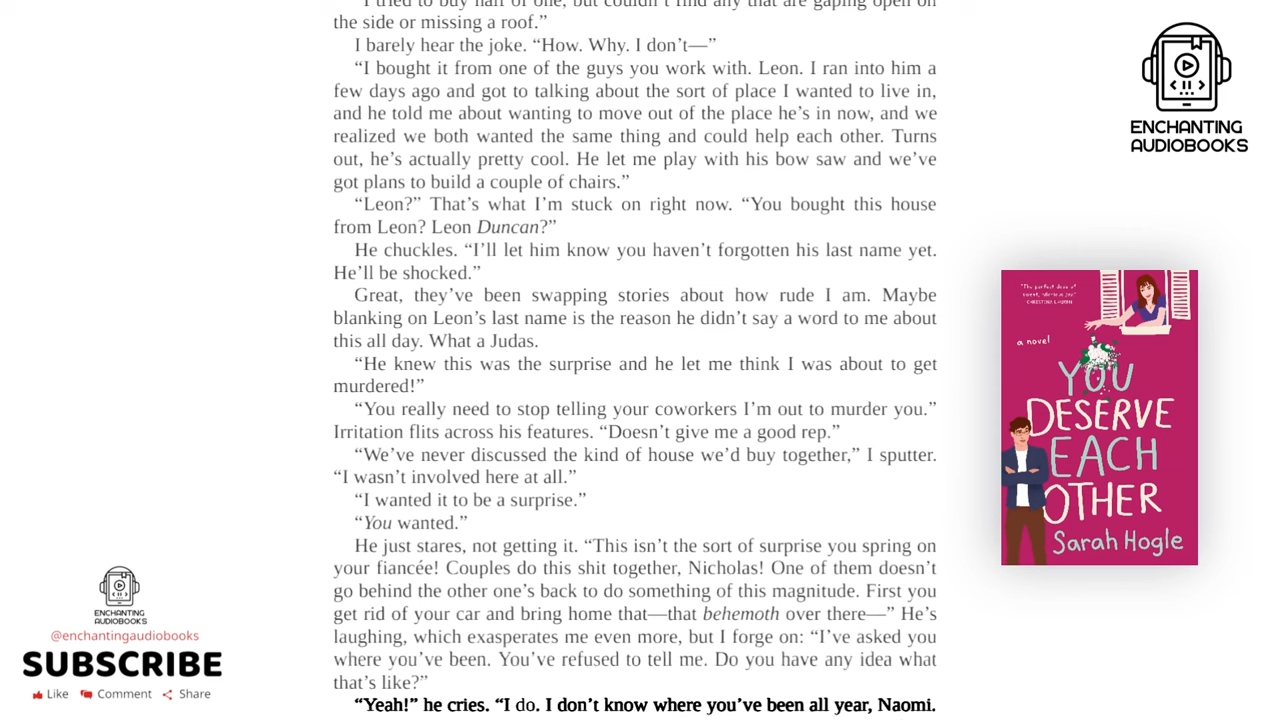 “I tried to buy half of one, but couldn’t find any that are gaping open on
the side or missing a roof.”
I barely hear the joke. “How. Why. I don’t—”
“I bought it from one of the guys you work with. Leon. I ran into him a
few days ago and got to talking about the sort of place I wanted to live in,
and he told me about wanting to move out of the place he’s in now, and we
realized we both wanted the same thing and could help each other. Turns
out, he’s actually pretty cool. He let me play with his bow saw and we’ve
got plans to build a couple of chairs.”
“Leon?” That’s what I’m stuck on right now. “You bought this house
from Leon? Leon Duncan?”
He chuckles. “I’ll let him know you haven’t forgotten his last name yet.
He’ll be shocked.”
Great, they’ve been swapping stories about how rude I am. Maybe
blanking on Leon’s last name is the reason he didn’t say a word to me about
this all day. What a Judas.
“He knew this was the surprise and he let me think I was about to get
murdered!”
“You really need to stop telling your coworkers I’m out to murder you.”
Irritation flits across his features. “Doesn’t give me a good rep.”
“We’ve never discussed the kind of house we’d buy together,” I sputter.
“I wasn’t involved here at all.”
“I wanted it to be a surprise.”
“You wanted.”
He just stares, not getting it. “This isn’t the sort of surprise you spring on
your fiancée! Couples do this shit together, Nicholas! One of them doesn’t
go behind the other one’s back to do something of this magnitude. First you
get rid of your car and bring home that—that behemoth over there—” He’s
laughing, which exasperates me even more, but I forge on: “I’ve asked you
where you’ve been. You’ve refused to tell me. Do you have any idea what
that’s like?”
“Yeah!” he cries. “I do. I don’t know where you’ve been all year, Naomi.
ENCHANTING
AUDIOBOOKS
a novel
YOU
DESERVE
EACH
OTHER
Sarah Hogle
ENCHANTING
AUDIOBOOKS
@enchantingaudiobooks
SUBSCRIBE
Like Comment Share